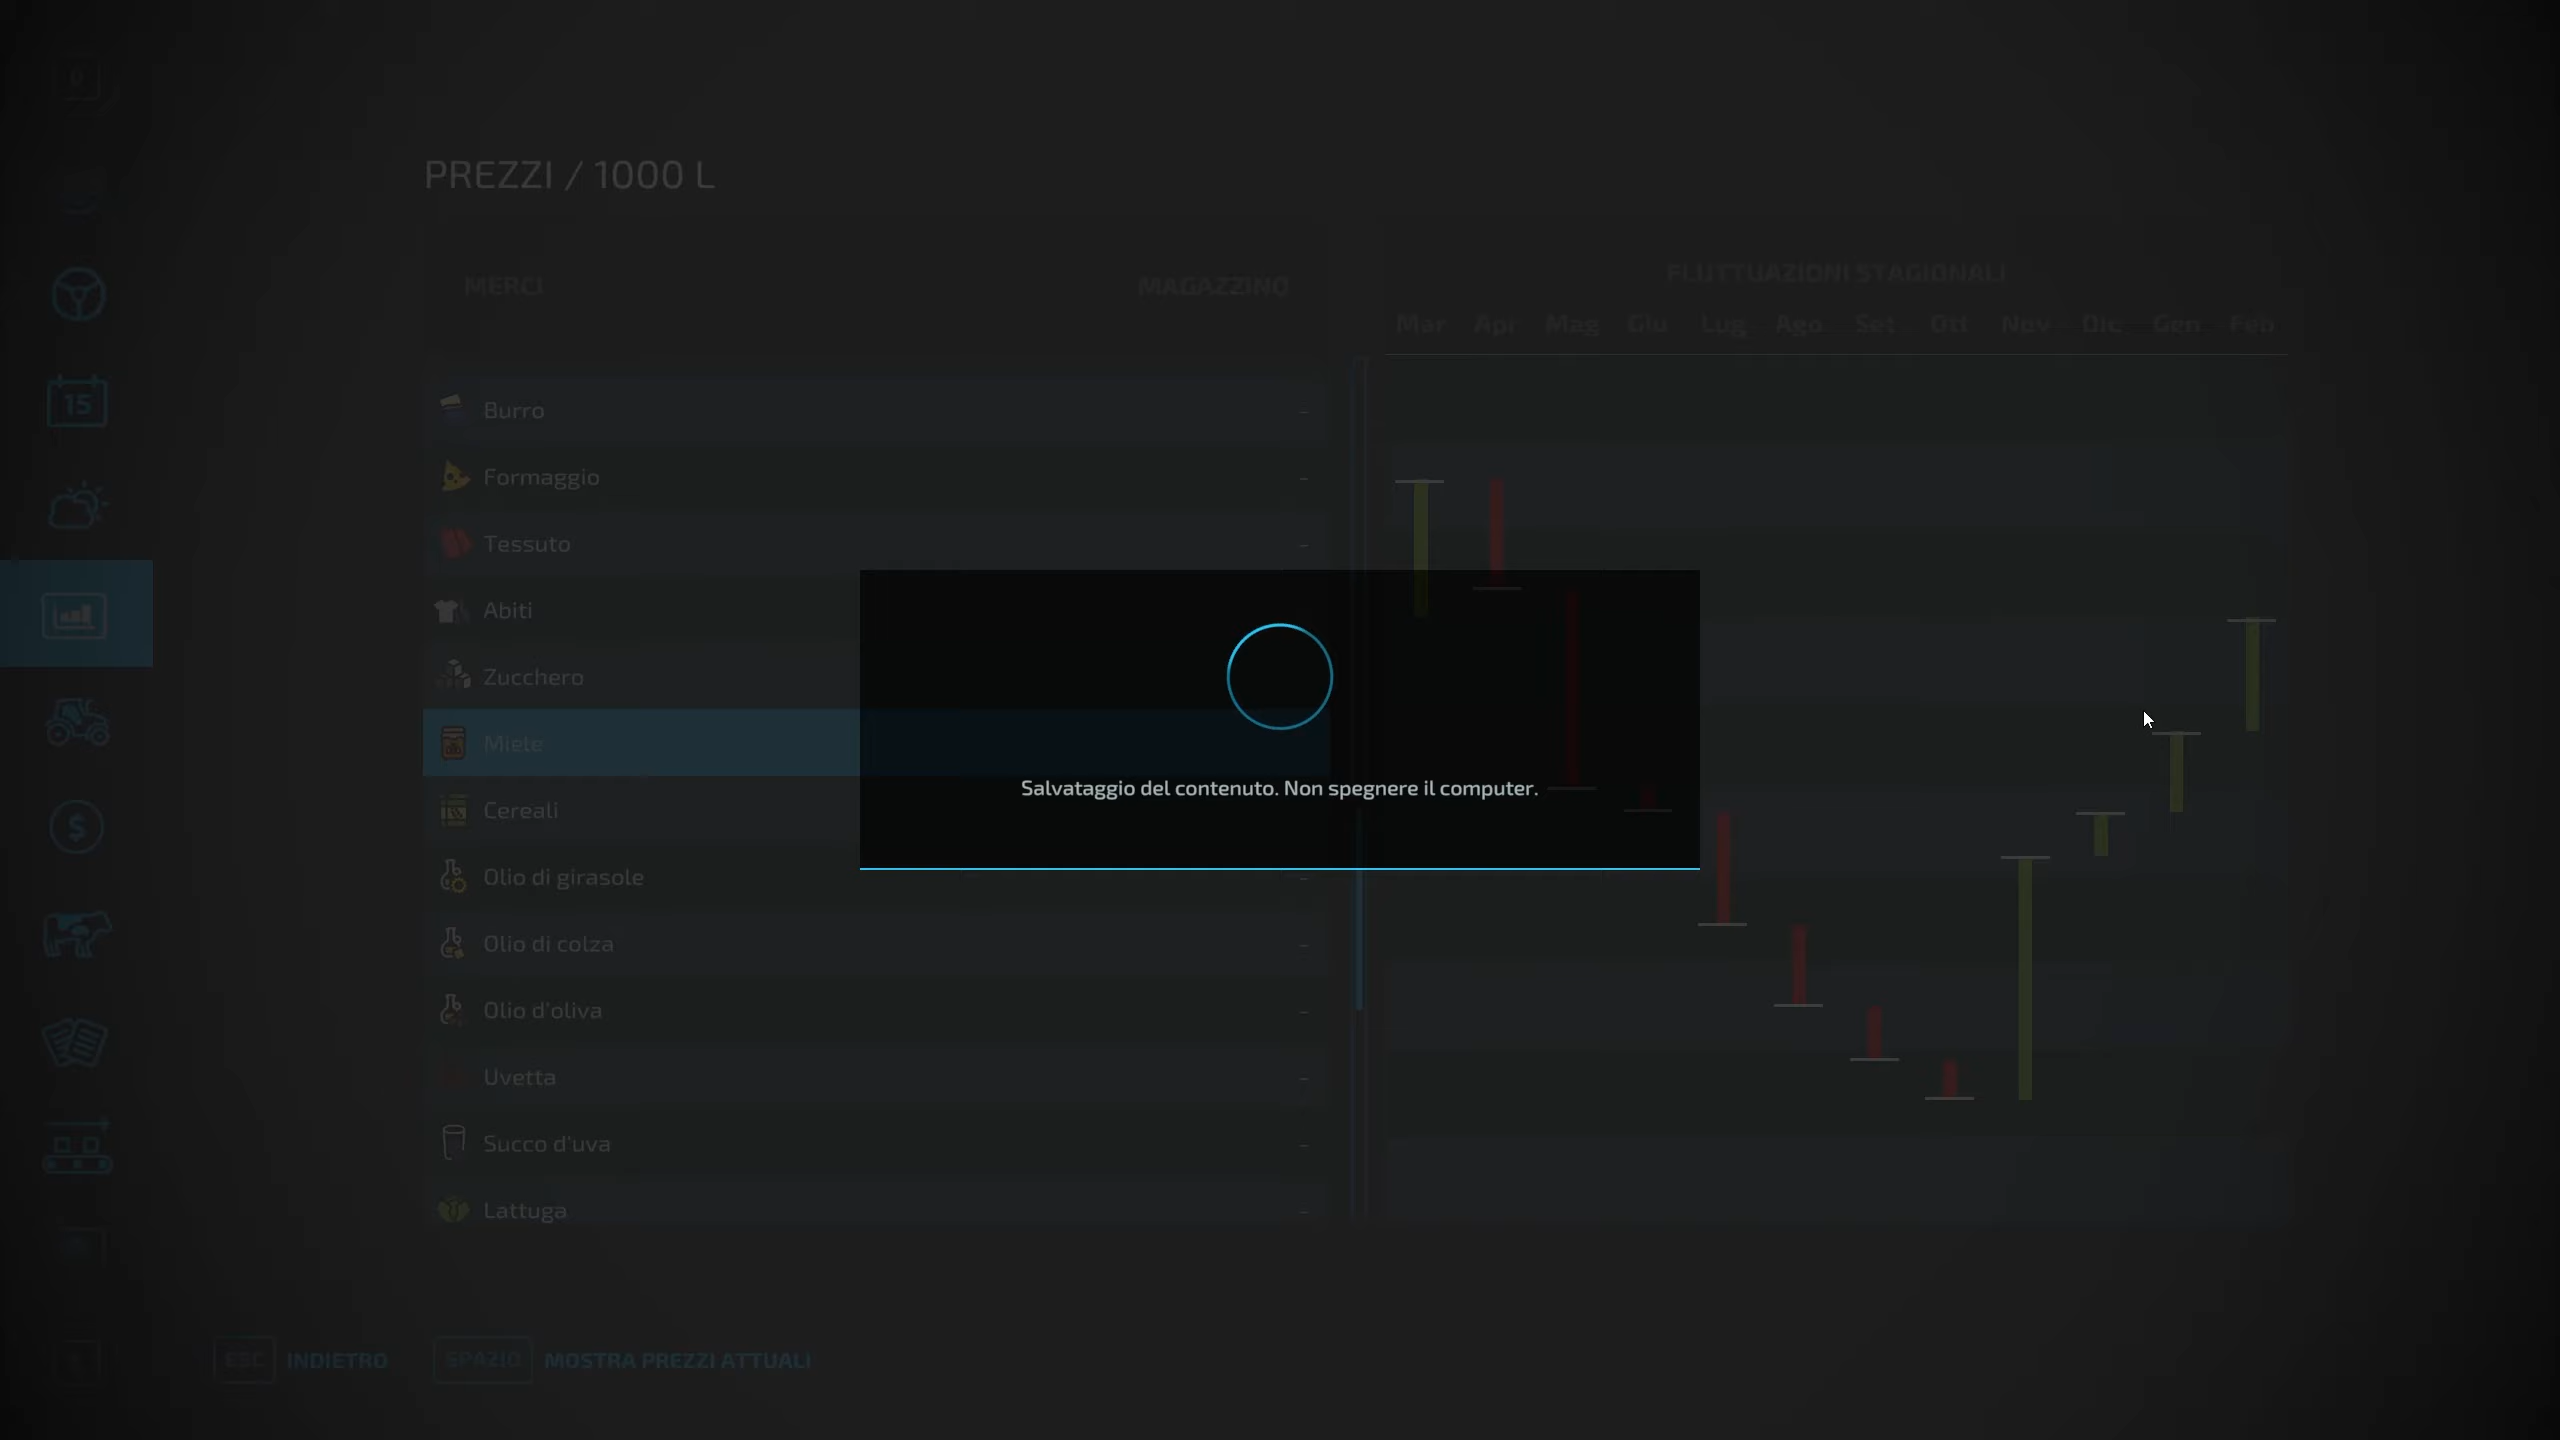 PREZZI / 1000 L
MERCI
MAGAZZINO
FLUTTUAZIONI STAGIONALI
Mar Apr Mag Giu Lug Ago Set Ott Nov Dic Gen Feb
15
Burro -
Formaggio -
Tessuto -
Abiti
Zucchero
Miele
Cereali
Olio di girasole -
Olio di colza -
Olio d'oliva -
Uvetta -
Succo d'uva -
Lattuga -
$
Salvataggio del contenuto. Non spegnere il computer.
ESC INDIETRO SPAZIO MOSTRA PREZZI ATTUALI